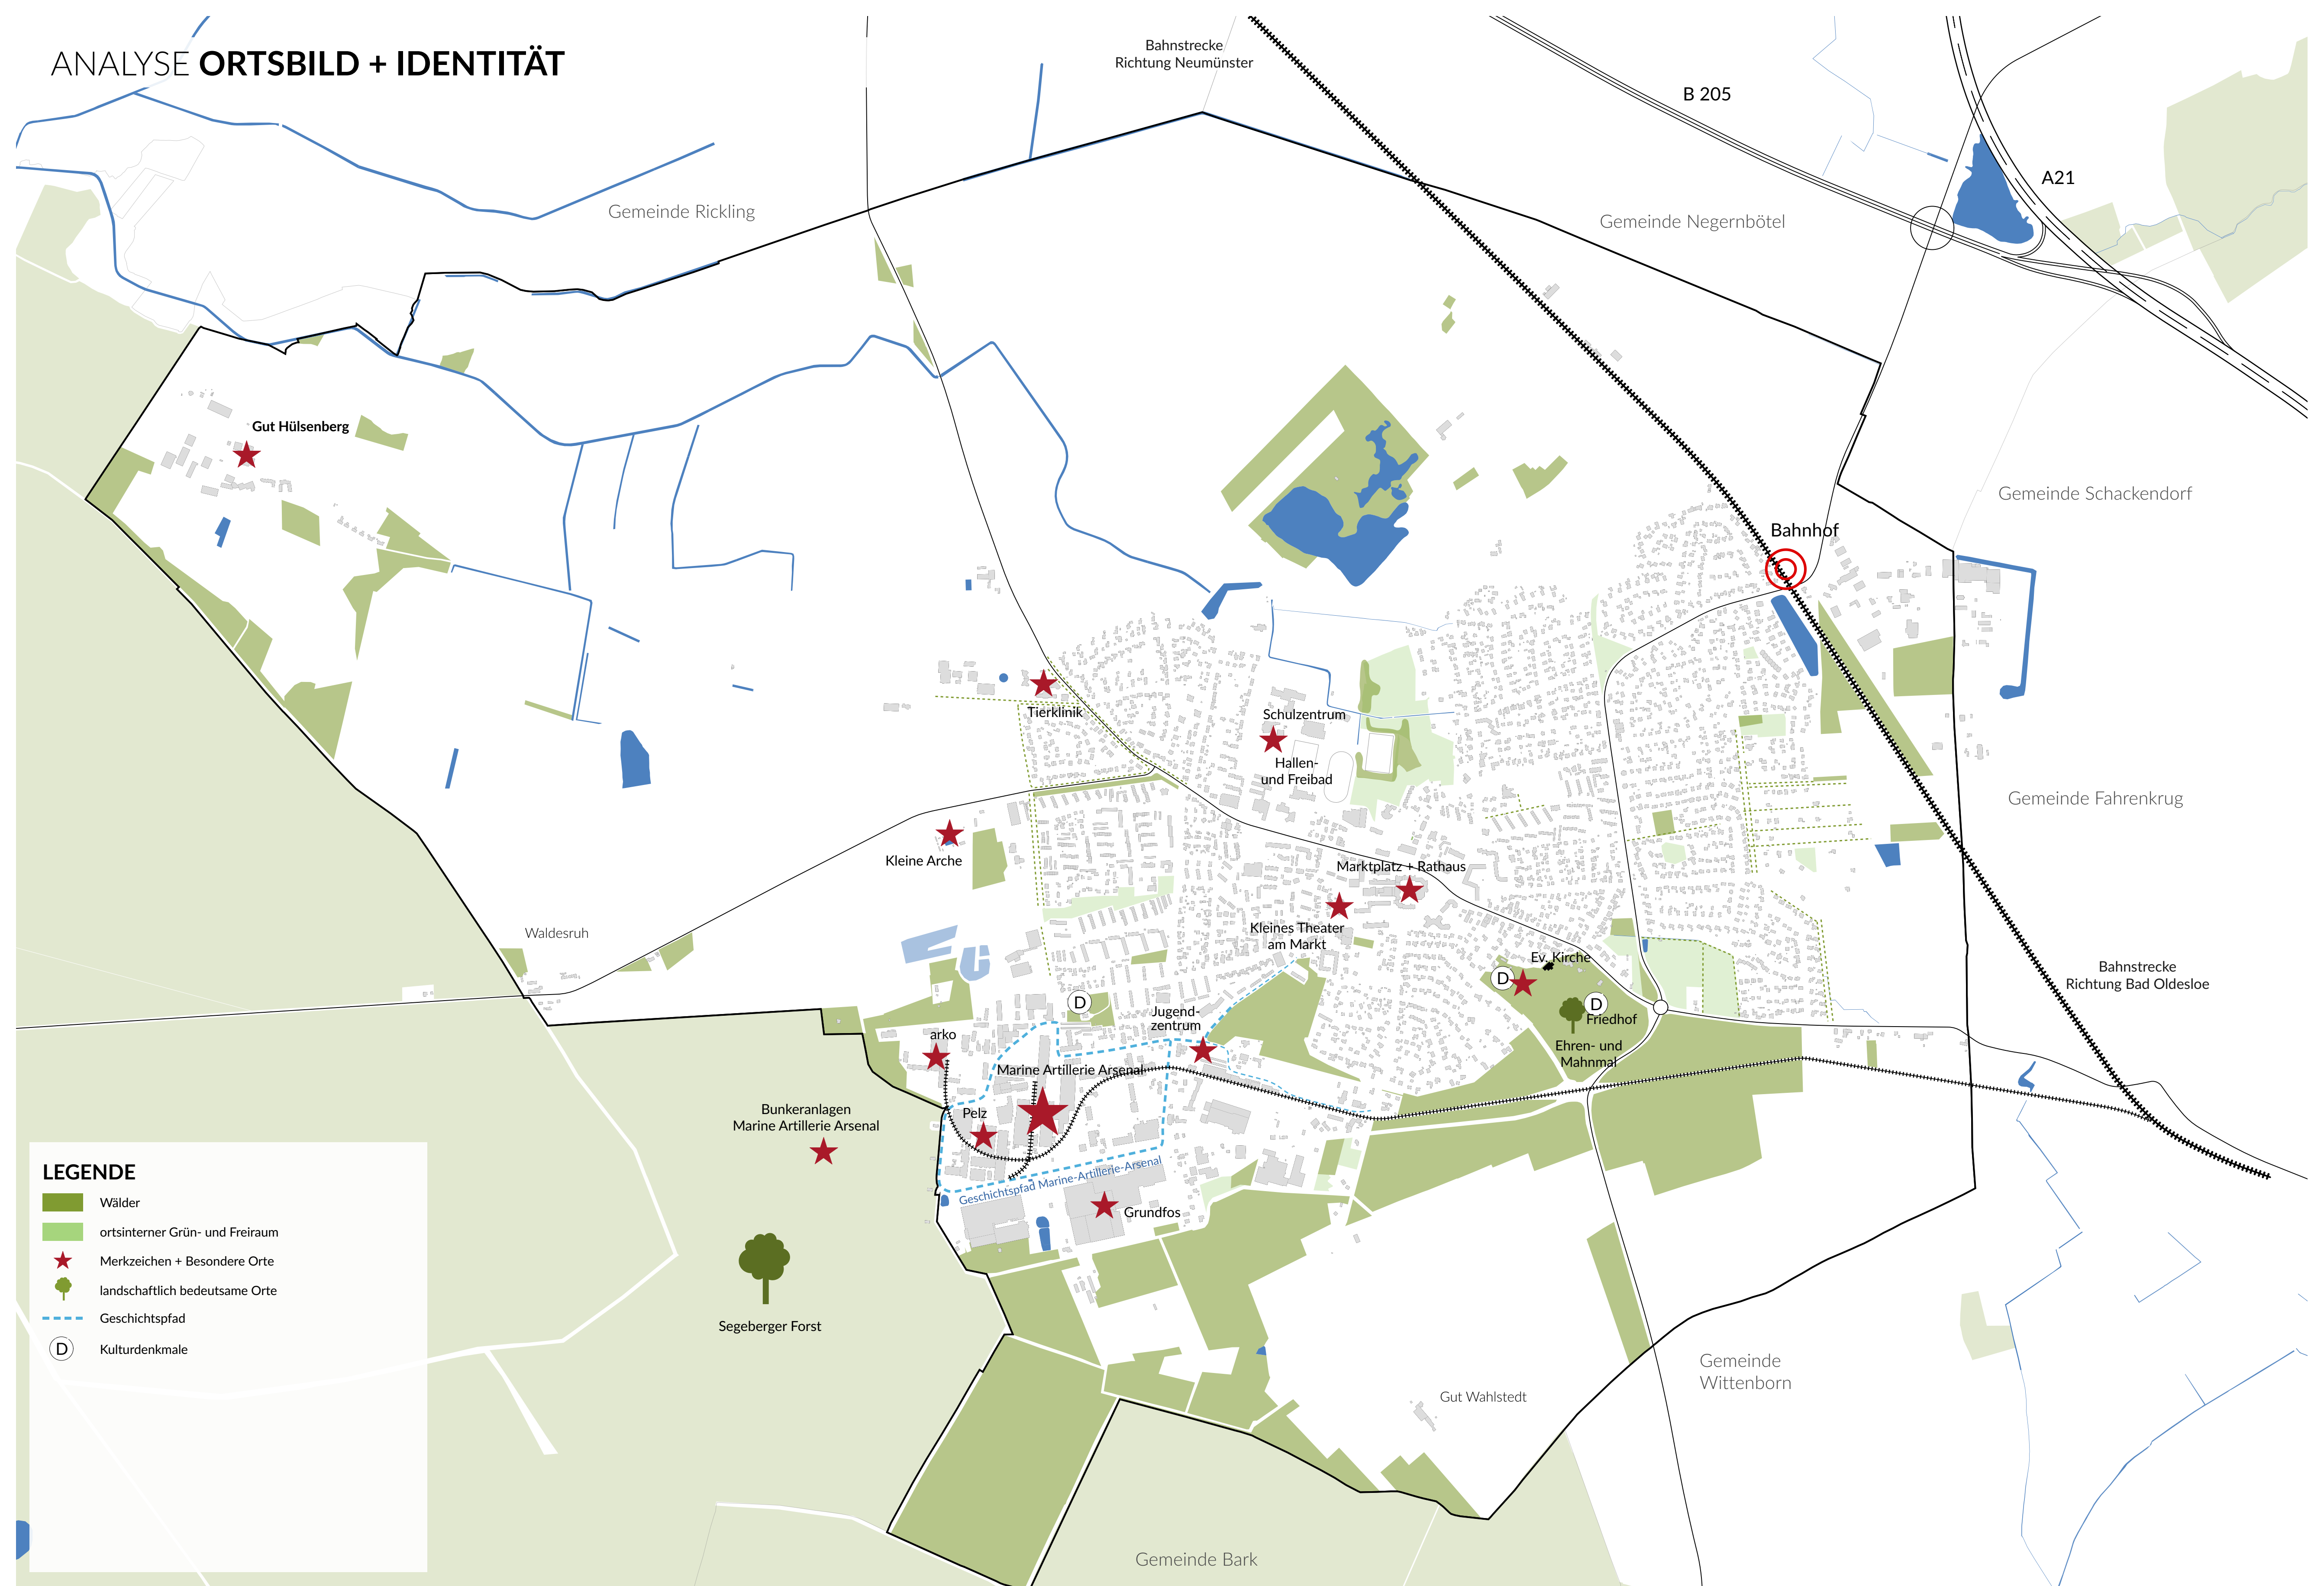 ANALYSE ORTSBILD + IDENTITÄT
Bahnstrecke
Richtung Neumünster
B 205
A21
Gemeinde Rickling
Gemeinde Negernbötel
Gut Hülsenberg
Gemeinde Schackendorf
Bahnhof
Tierklinik
Schulzentrum
Hallen-
und Freibad
Gemeinde Fahrenkrug
Kleine Arche
Marktplatz + Rathaus
Kleines Theater
am Markt
Waldesruh
Ev. Kirche
D
D
D
Friedhof
Ehren- und
Mahnmal
Bahnstrecke
Richtung Bad Oldesloe
Jugend-
zentrum
arko
Marine Artillerie Arsenal
Pelz
Bunkeranlagen
Marine Artillerie Arsenal
Geschichtspfad Marine-Artillerie-Arsenal
Grundfos
Segeberger Forst
Gemeinde
Wittenborn
Gut Wahlstedt
Gemeinde Bark
LEGENDE
Wälder
ortsinterner Grün- und Freiraum
Merkzeichen + Besondere Orte
landschaftlich bedeutsame Orte
Geschichtspfad
D Kulturdenkmale